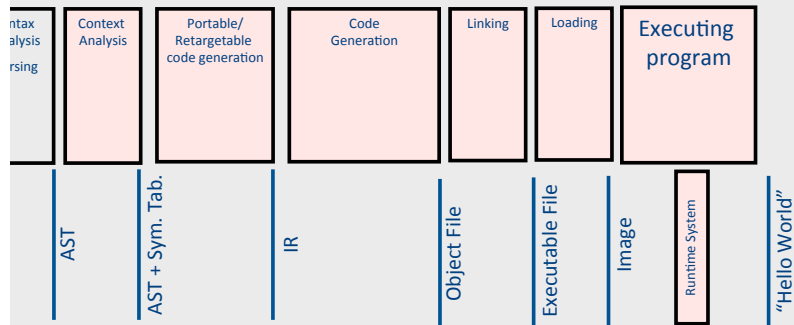 ntax
alysis
rsing
Context
Analysis
Portable/
Retargetable
code generation
Code
Generation
Linking
Loading
Executing
program
AST
AST + Sym. Tab.
IR
Object File
Executable File
Image
Runtime System
“Hello World”